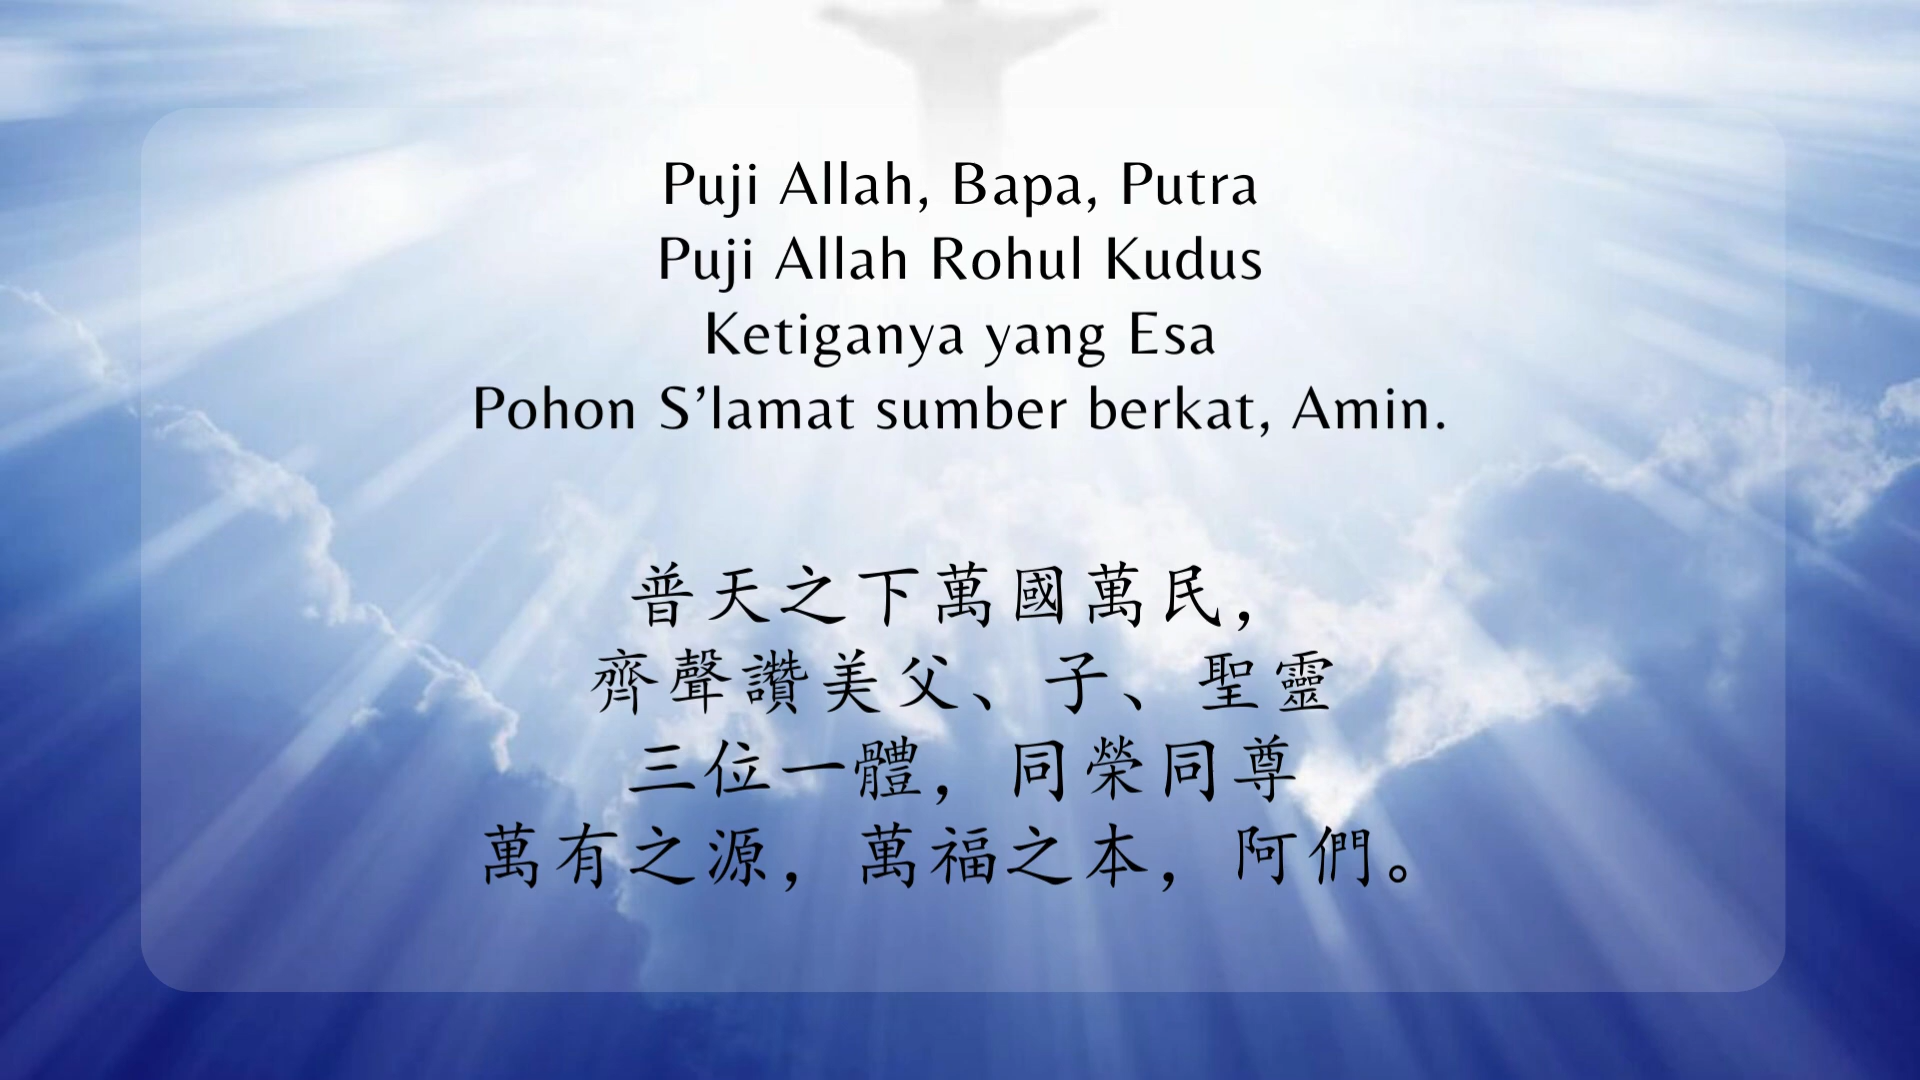 Puji Allah, Bapa, Putra
Puji Allah Rohul Kudus
Ketiganya yang Esa
Pohon S’lamat sumber berkat, Amin.
普天之下萬國萬民，
齊聲讚美父、子、聖靈
三位一體，同榮同尊
萬有之源，萬福之本，阿們。